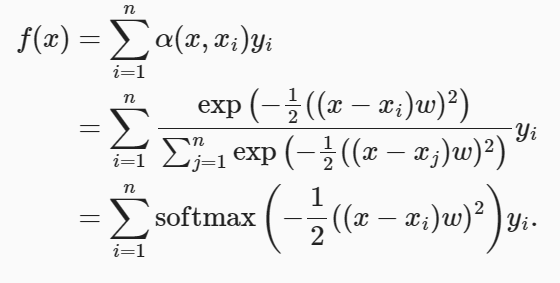 f(x) = \sum_{i=1}^{n} \alpha(x, x_i) y_i
= \sum_{i=1}^{n} \frac{\exp\left(-\frac{1}{2}((x - x_i)w)^2\right)}{\sum_{j=1}^{n} \exp\left(-\frac{1}{2}((x - x_j)w)^2\right)} y_i
= \sum_{i=1}^{n} \text{softmax}\left(-\frac{1}{2}((x - x_i)w)^2\right) y_i.